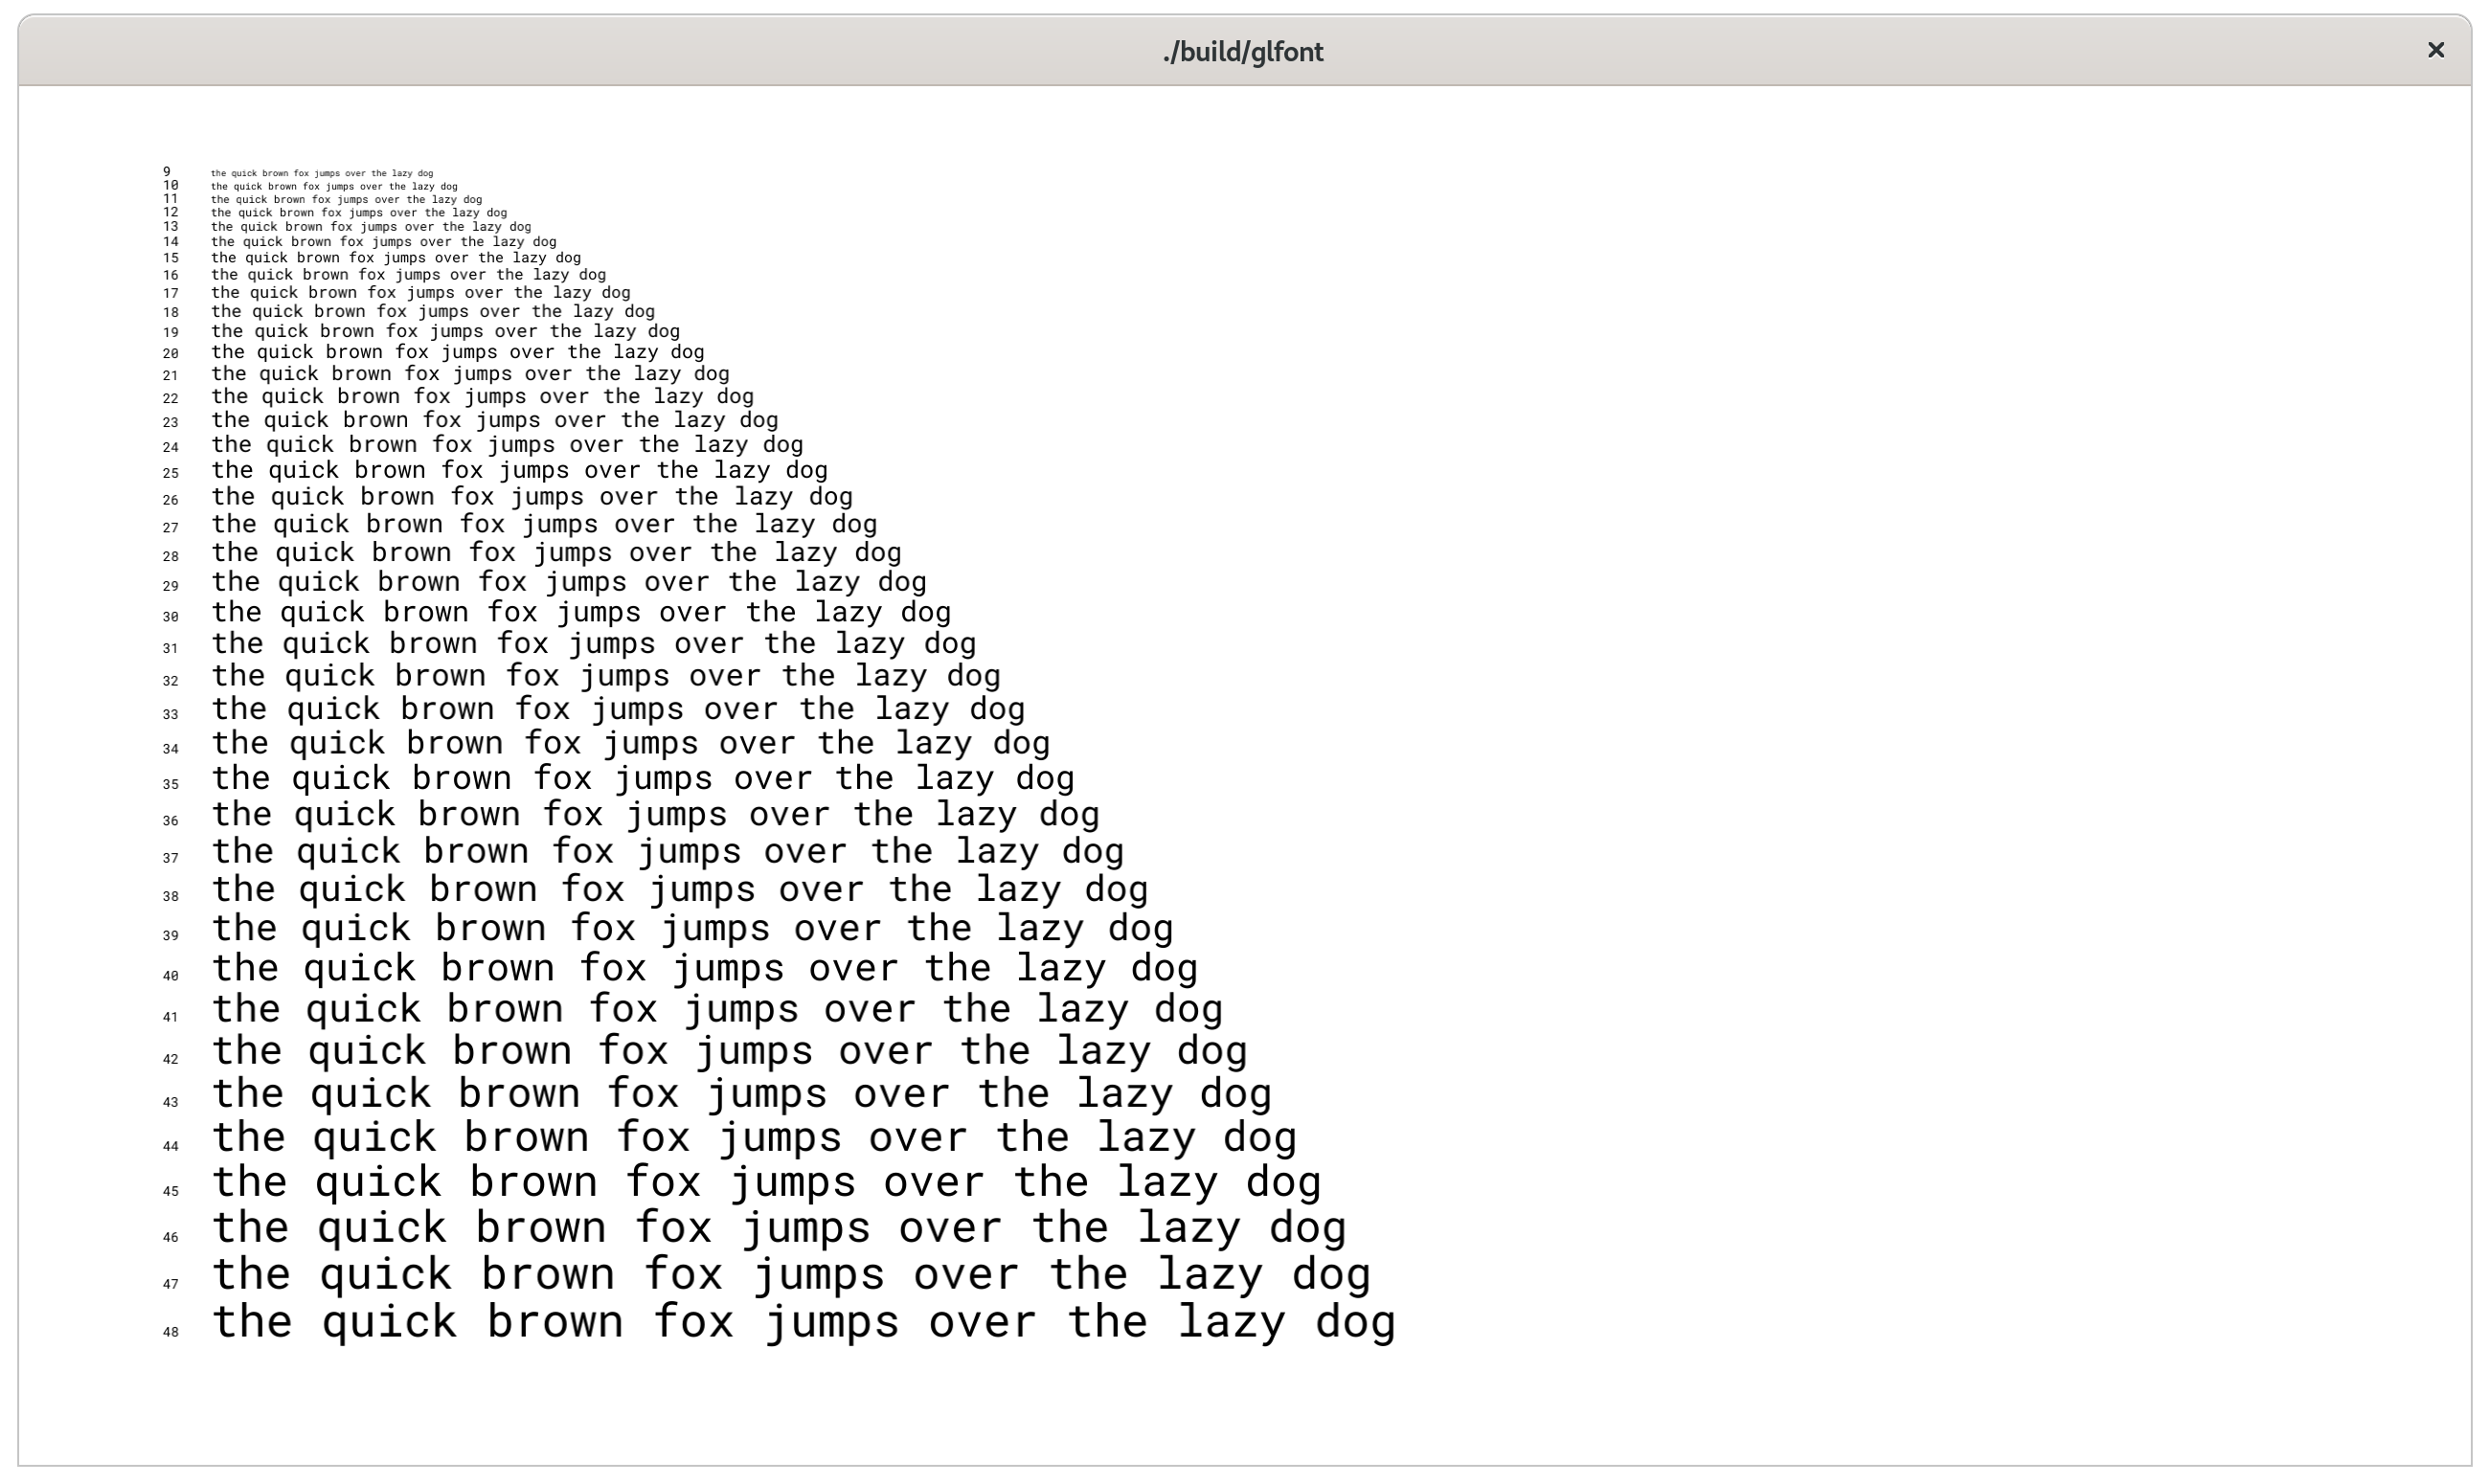 ./build/glfont
9 the quick brown fox jumps over the lazy dog
10 the quick brown fox jumps over the lazy dog
11 the quick brown fox jumps over the lazy dog
12 the quick brown fox jumps over the lazy dog
13 the quick brown fox jumps over the lazy dog
14 the quick brown fox jumps over the lazy dog
15 the quick brown fox jumps over the lazy dog
16 the quick brown fox jumps over the lazy dog
17 the quick brown fox jumps over the lazy dog
18 the quick brown fox jumps over the lazy dog
19 the quick brown fox jumps over the lazy dog
20 the quick brown fox jumps over the lazy dog
21 the quick brown fox jumps over the lazy dog
22 the quick brown fox jumps over the lazy dog
23 the quick brown fox jumps over the lazy dog
24 the quick brown fox jumps over the lazy dog
25 the quick brown fox jumps over the lazy dog
26 the quick brown fox jumps over the lazy dog
27 the quick brown fox jumps over the lazy dog
28 the quick brown fox jumps over the lazy dog
29 the quick brown fox jumps over the lazy dog
30 the quick brown fox jumps over the lazy dog
31 the quick brown fox jumps over the lazy dog
32 the quick brown fox jumps over the lazy dog
33 the quick brown fox jumps over the lazy dog
34 the quick brown fox jumps over the lazy dog
35 the quick brown fox jumps over the lazy dog
36 the quick brown fox jumps over the lazy dog
37 the quick brown fox jumps over the lazy dog
38 the quick brown fox jumps over the lazy dog
39 the quick brown fox jumps over the lazy dog
40 the quick brown fox jumps over the lazy dog
41 the quick brown fox jumps over the lazy dog
42 the quick brown fox jumps over the lazy dog
43 the quick brown fox jumps over the lazy dog
44 the quick brown fox jumps over the lazy dog
45 the quick brown fox jumps over the lazy dog
46 the quick brown fox jumps over the lazy dog
47 the quick brown fox jumps over the lazy dog
48 the quick brown fox jumps over the lazy dog